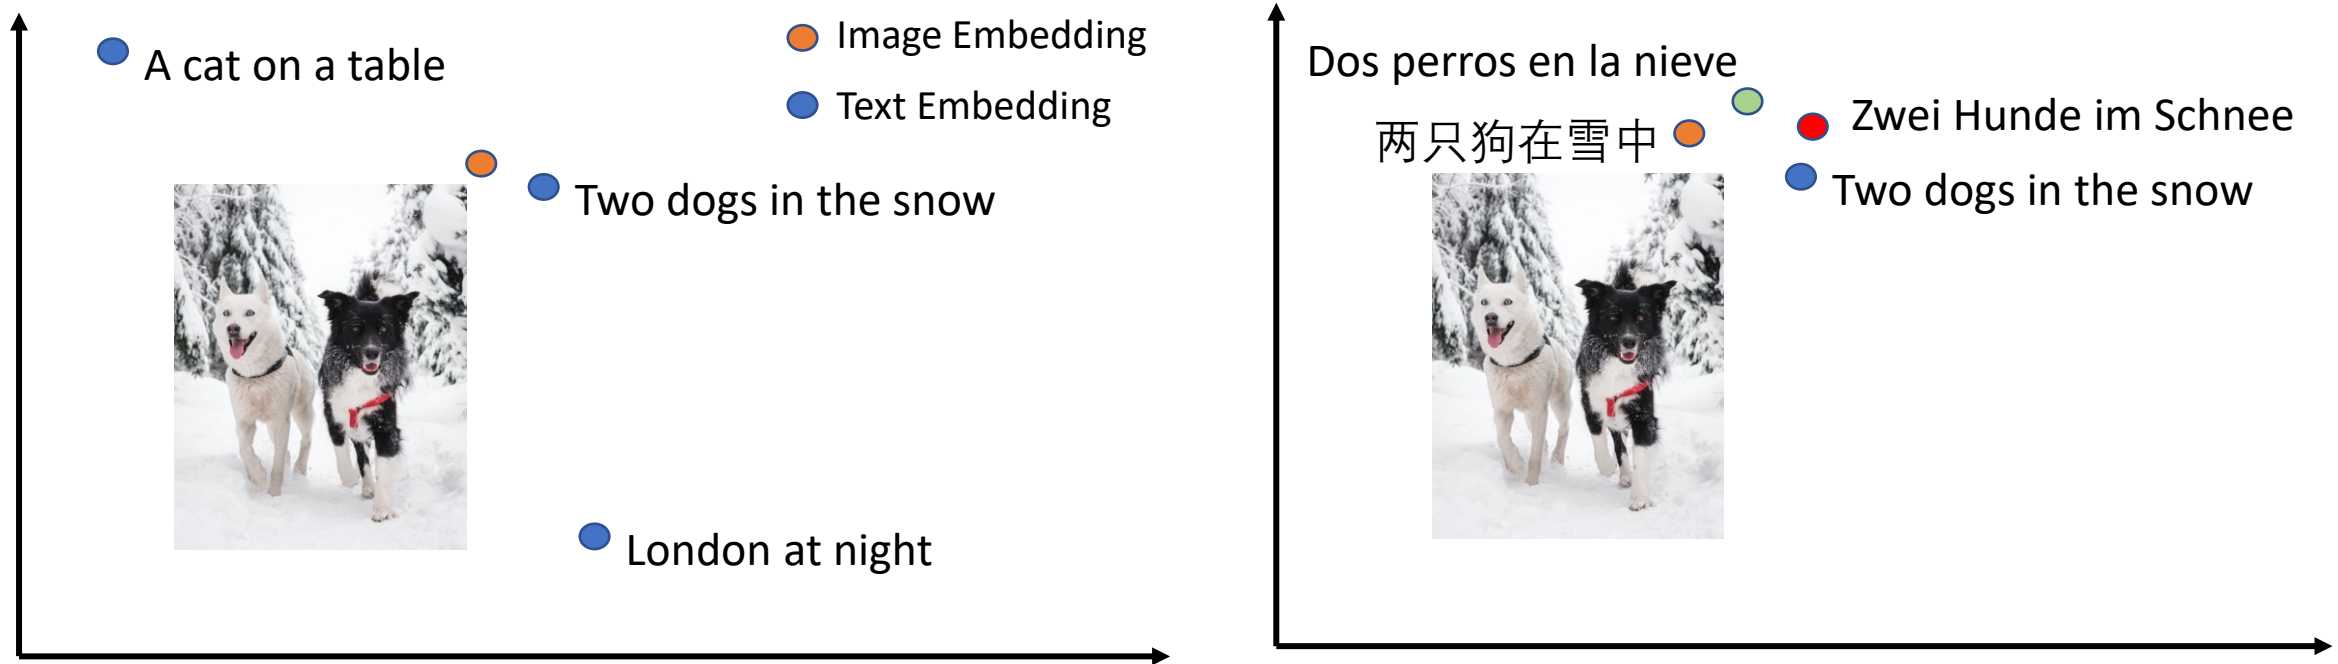 A cat on a table
Image Embedding
Text Embedding
Two dogs in the snow
London at night
Dos perros en la nieve
Zwei Hunde im Schnee
两只狗在雪中
Two dogs in the snow